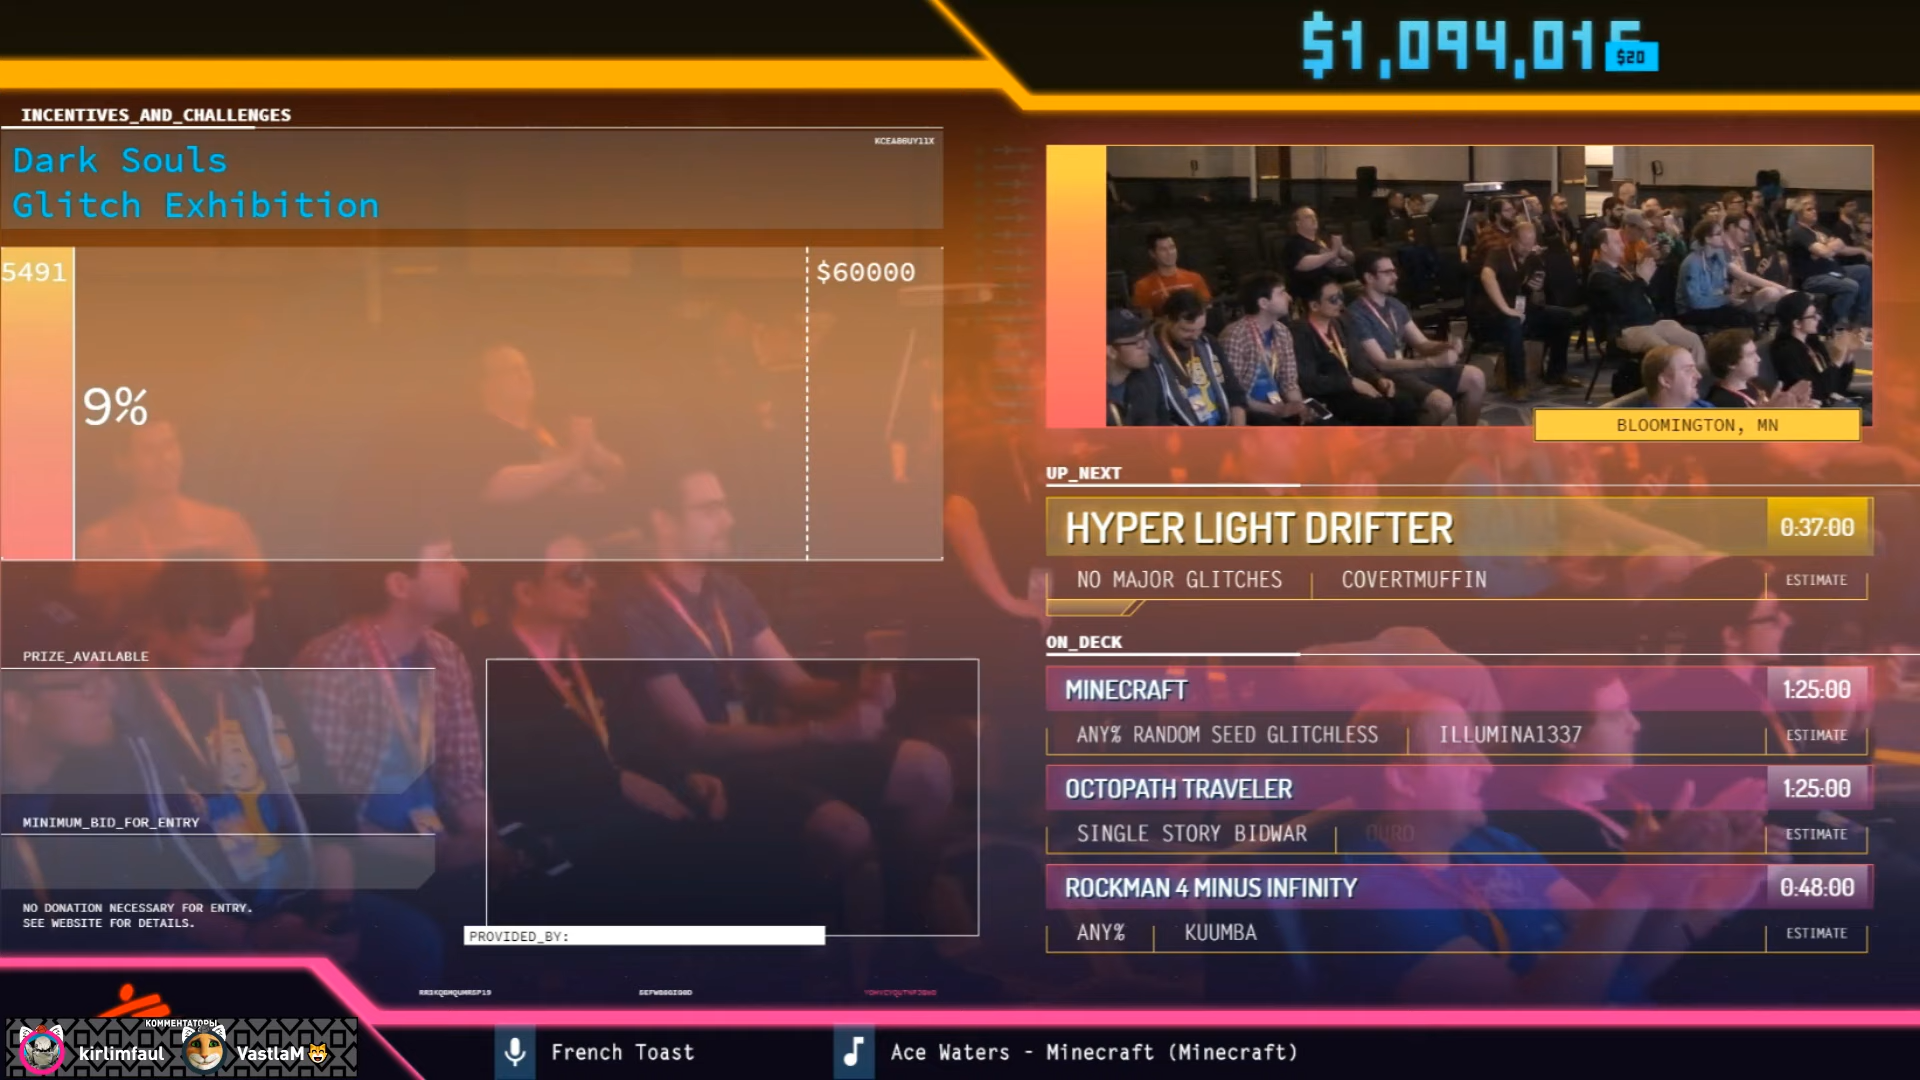 $1,094,01
$20
INCENTIVES_AND_CHALLENGES
KCEABBUY11X
Dark Souls
Glitch Exhibition
5491
$60000
9%
BLOOMINGTON, MN
UP_NEXT
HYPER LIGHT DRIFTER
0:37:00
NO MAJOR GLITCHES
COVERTMUFFIN
ESTIMATE
ON_DECK
MINECRAFT
1:25:00
ANY% RANDOM SEED GLITCHLESS
ILLUMINA1337
ESTIMATE
OCTOPATH TRAVELER
1:25:00
SINGLE STORY BIDWAR
OURO
ESTIMATE
ROCKMAN 4 MINUS INFINITY
0:48:00
ANY%
KUUMBA
ESTIMATE
PRIZE_AVAILABLE
MINIMUM_BID_FOR_ENTRY
NO DONATION NECESSARY FOR ENTRY.
SEE WEBSITE FOR DETAILS.
PROVIDED_BY:
КОММЕНТАТОРЫ
kirlimfaul
VastlaM
French Toast
Ace Waters - Minecraft (Minecraft)